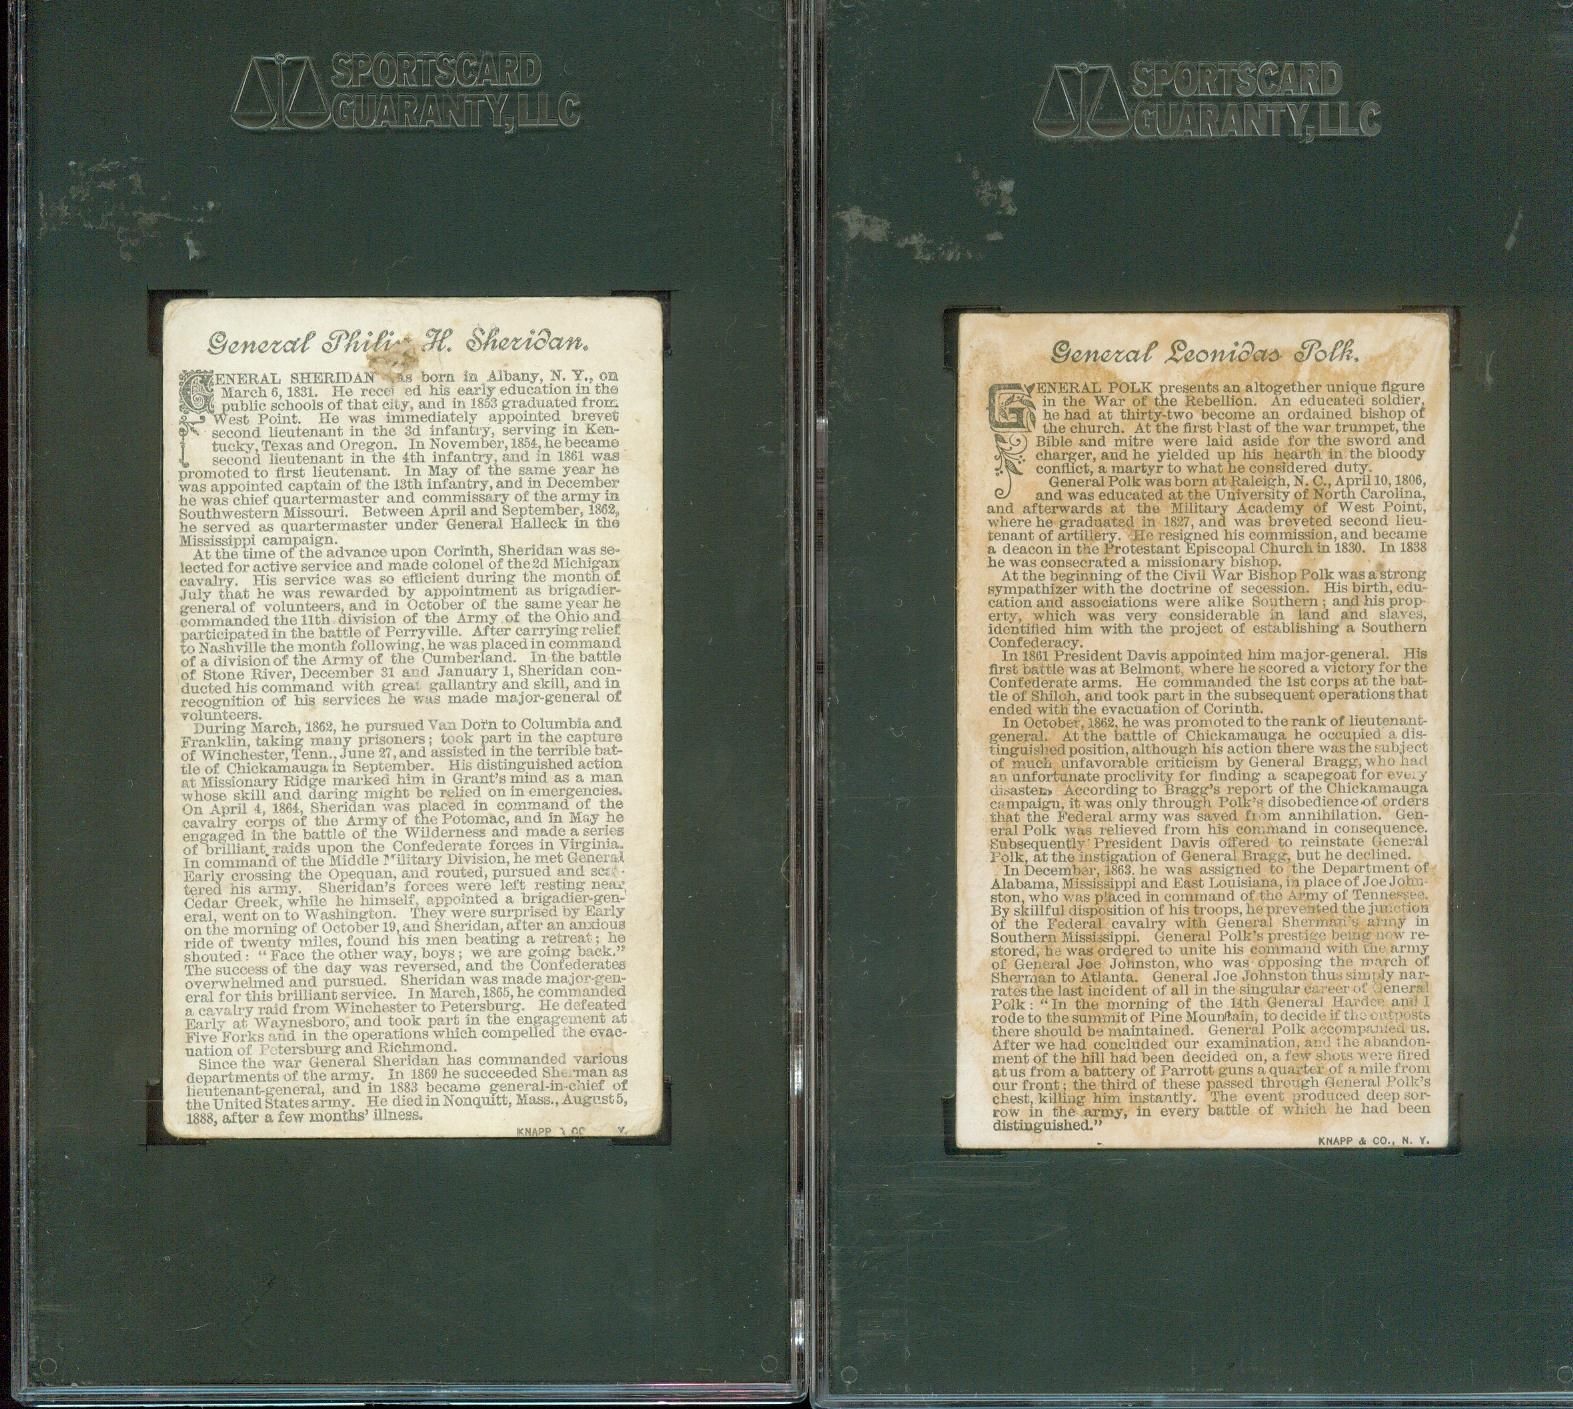 SPORTSCARD
GUARANTY, LLC
General Phili H. Sheridan.
GENERAL SHERIDAN as born in Albany, N. Y., on
March 6, 1831. He rece ed his early education in the
public schools of that city, and in 1853 graduated from
West Point. He was immediately appointed brevet
second lieutenant in the 3d infantry, serving in Ken-
tucky, Texas and Oregon. In November, 1854, he became
second lieutenant in the 4th infantry, and in 1861 was
promoted to first lieutenant. In May of the same year he
was appointed captain of the 13th infantry, and in December
he was chief quartermaster and commissary of the army in
Southwestern Missouri. Between April and September, 1862,
he served as quartermaster under General Halleck in the
Mississippi campaign.
At the time of the advance upon Corinth, Sheridan was se-
lected for active service and made colonel of the 2d Michigan
cavalry. His service was so efficient during the month of
July that he was rewarded by appointment as brigadier-
general of volunteers, and in October of the same year he
commanded the 11th division of the Army of the Ohio and
participated in the battle of Perryville. After carrying relief
to Nashville the month following, he was placed in command
of a division of the Army of the Cumberland. In the battle
of Stone River, December 31 and January 1, Sheridan con-
ducted his command with great gallantry and skill, and in
recognition of his services he was made major-general of
volunteers.
During March, 1862, he pursued Van Dorn to Columbia and
Franklin, taking many prisoners; took part in the capture
of Winchester, Tenn., June 27, and assisted in the terrible bat-
tle of Chickamauga in September. His distinguished action
at Missionary Ridge marked him in Grant's mind as a man
whose skill and daring might be relied on in emergencies.
On April 4, 1864, Sheridan was placed in command of the
cavalry corps of the Army of the Potomac, and in May he
engaged in the battle of the Wilderness and made a series
of brilliant raids upon the Confederate forces in Virginia.
In command of the Middle Military Division, he met General
Early crossing the Opequan, and routed, pursued and scat-
tered his army. Sheridan's forces were left resting near
Cedar Creek, while he himself, appointed a brigadier-gen-
eral, went on to Washington. They were surprised by Early
on the morning of October 19, and Sheridan, after an anxious
ride of twenty miles, found his men beating a retreat; he
shouted: "Face the other way, boys; we are going back."
The success of the day was reversed, and the Confederates
overwhelmed and pursued. Sheridan was made major-gen-
eral for this brilliant service. In March, 1865, he commanded
a cavalry raid from Winchester to Petersburg. He defeated
Early at Waynesboro, and took part in the engagement at
Five Forks and in the operations which compelled the evac-
uation of Petersburg and Richmond.
Since the war General Sheridan has commanded various
departments of the army. In 1869 he succeeded Sherman as
lieutenant-general, and in 1883 became general-in-chief of
the United States army. He died in Nonquitt, Mass., August 5,
1888, after a few months' illness.
KNAPP & CO Y.
SPORTSCARD
GUARANTY, LLC
General Leonidas Polk.
GENERAL POLK presents an altogether unique figure
in the War of the Rebellion. An educated soldier,
he had at thirty-two become an ordained bishop of
the church. At the first blast of the war trumpet, the
Bible and mitre were laid aside for the sword and
charger, and he yielded up his hearth in the bloody
conflict, a martyr to what he considered duty.
General Polk was born at Raleigh, N. C., April 10, 1806,
and was educated at the University of North Carolina,
and afterwards at the Military Academy of West Point,
where he graduated in 1827, and was breveted second lieu-
tenant of artillery. He resigned his commission, and became
a deacon in the Protestant Episcopal Church in 1830. In 1838
he was consecrated a missionary bishop.
At the beginning of the Civil War Bishop Polk was a strong
sympathizer with the doctrine of secession. His birth, edu-
cation and associations were alike Southern; and his prop-
erty, which was very considerable in land and slaves,
identified him with the project of establishing a Southern
Confederacy.
In 1861 President Davis appointed him major-general. His
first battle was at Belmont, where he scored a victory for the
Confederate arms. He commanded the 1st corps at the bat-
tle of Shiloh, and took part in the subsequent operations that
ended with the evacuation of Corinth.
In October, 1862, he was promoted to the rank of lieutenant-
general. At the battle of Chickamauga he occupied a dis-
tinguished position, although his action there was the subject
of much unfavorable criticism by General Bragg, who had
an unfortunate proclivity for finding a scapegoat for every
disaster. According to Bragg's report of the Chickamauga
campaign, it was only through Polk's disobedience of orders
that the Federal army was saved from annihilation. Gen-
eral Polk was relieved from his command in consequence.
Subsequently President Davis offered to reinstate General
Polk, at the instigation of General Bragg, but he declined.
In December, 1863, he was assigned to the Department of
Alabama, Mississippi and East Louisiana, in place of Joe John-
ston, who was placed in command of the Army of Tennessee.
By skillful disposition of his troops, he prevented the junction
of the Federal cavalry with General Sherman's army in
Southern Mississippi. General Polk's prestige being now re-
stored, he was ordered to unite his command with the army
of General Joe Johnston, who was opposing the march of
Sherman to Atlanta. General Joe Johnston thus simply nar-
rates the last incident of all in the singular career of General
Polk: "In the morning of the 14th General Hardee and I
rode to the summit of Pine Mountain, to decide if the outposts
there should be maintained. General Polk accompanied us.
After we had concluded our examination, and the abandon-
ment of the hill had been decided on, a few shots were fired
at us from a battery of Parrott guns a quarter of a mile from
our front; the third of these passed through General Polk's
chest, killing him instantly. The event produced deep sor-
row in the army, in every battle of which he had been
distinguished."
KNAPP & CO., N. Y.